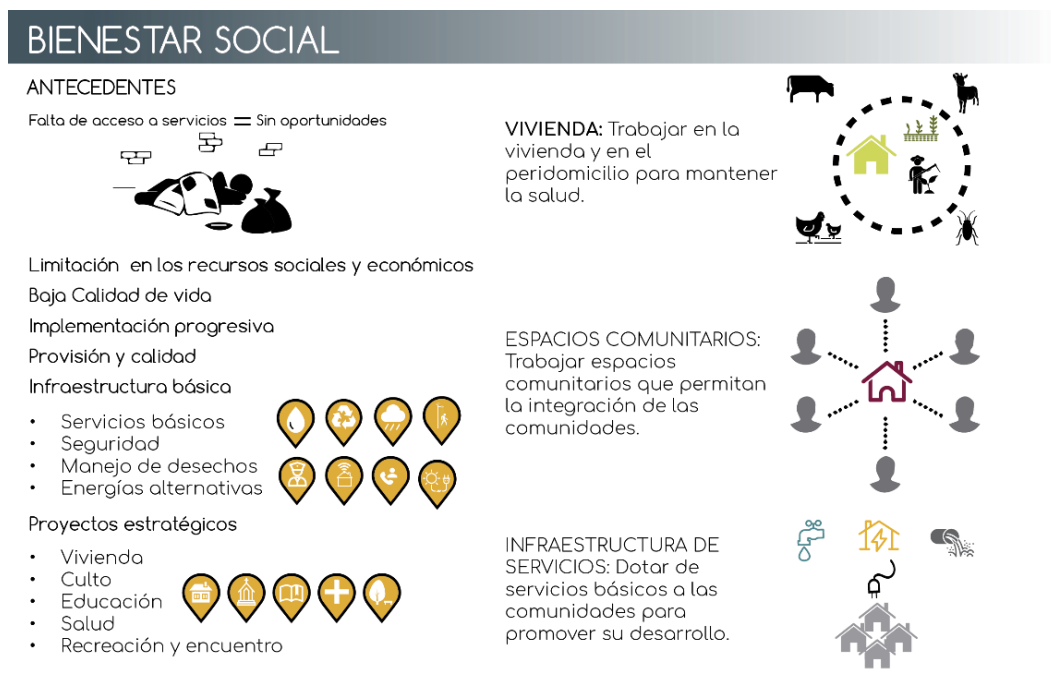 BIENESTAR SOCIAL
ANTECEDENTES
Falta de acceso a servicios = Sin oportunidades
Limitación en los recursos sociales y económicos
Baja Calidad de vida
Implementación progresiva
Provisión y calidad
Infraestructura básica
• Servicios básicos
• Seguridad
• Manejo de desechos
• Energías alternativas
Proyectos estratégicos
• Vivienda
• Culto
• Educación
• Salud
• Recreación y encuentro
VIVIENDA: Trabajar en la
vivienda y en el
peridomicilio para mantener
la salud.
ESPACIOS COMUNITARIOS:
Trabajar espacios
comunitarios que permitan
la integración de las
comunidades.
INFRAESTRUCTURA DE
SERVICIOS: Dotar de
servicios básicos a las
comunidades para
promover su desarrollo.